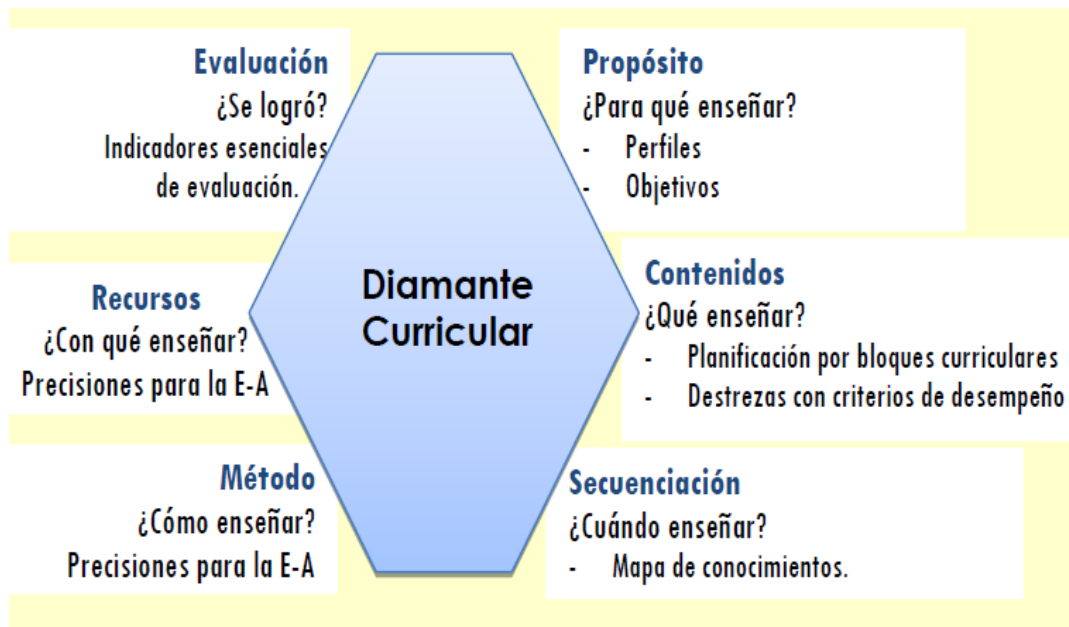 Evaluación
¿Se logró?
Indicadores esenciales
de evaluación.
Propósito
¿Para qué enseñar?
- Perfiles
- Objetivos
Recursos
¿Con qué enseñar?
Precisiones para la E-A
Diamante
Curricular
Contenidos
¿Qué enseñar?
- Planificación por bloques curriculares
- Destrezas con criterios de desempeño
Método
¿Cómo enseñar?
Precisiones para la E-A
Secuenciación
¿Cuándo enseñar?
- Mapa de conocimientos.